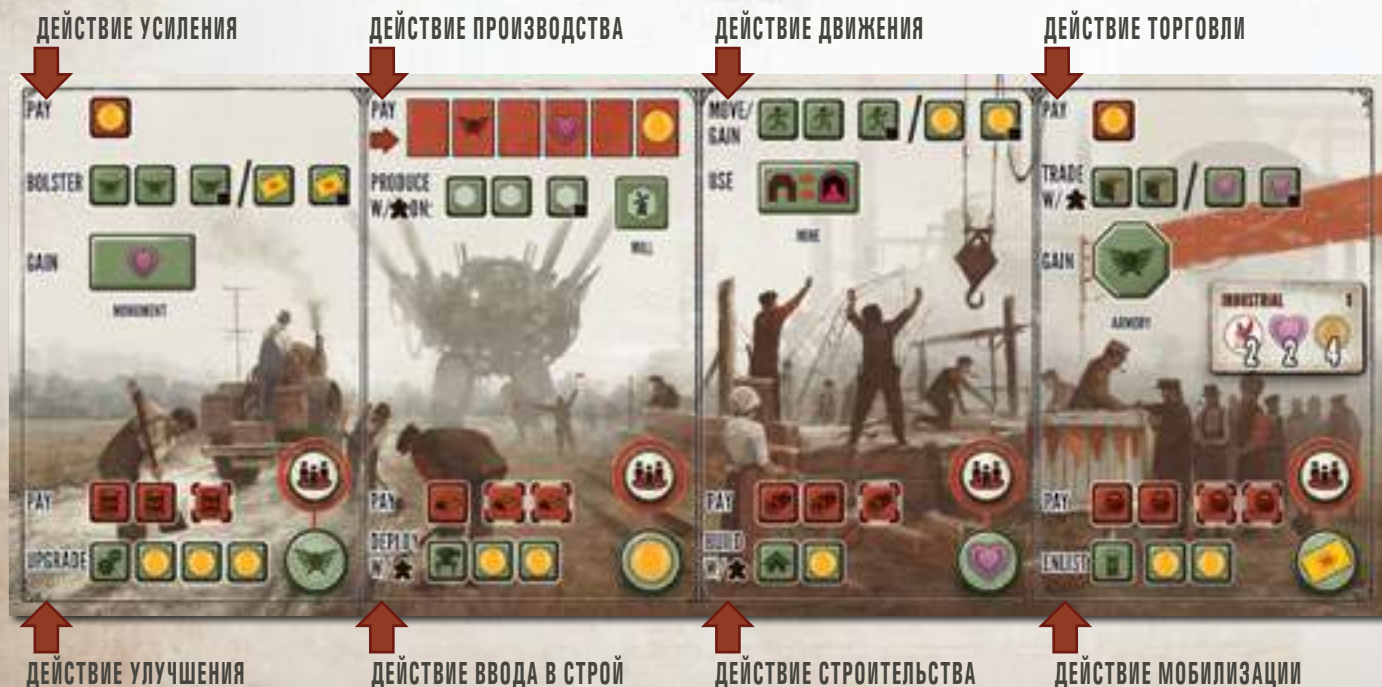 ДЕЙСТВИЕ УСИЛЕНИЯ
ДЕЙСТВИЕ ПРОИЗВОДСТВА
ДЕЙСТВИЕ ДВИЖЕНИЯ
ДЕЙСТВИЕ ТОРГОВЛИ
PAY
BOLSTER
/
GAIN
MONUMENT
PAY
UPGRADE
PAY
PRODUCE
W/ ON:
MILL
PAY
DEPLOY
W/
MOVE/
GAIN
/
USE
MINE
PAY
BUILD
W/
PAY
TRADE
W/
/
GAIN
ARMORY
INDUSTRIAL 1
2 2 4
PAY
ENLIST
ДЕЙСТВИЕ УЛУЧШЕНИЯ
ДЕЙСТВИЕ ВВОДА В СТРОЙ
ДЕЙСТВИЕ СТРОИТЕЛЬСТВА
ДЕЙСТВИЕ МОБИЛИЗАЦИИ